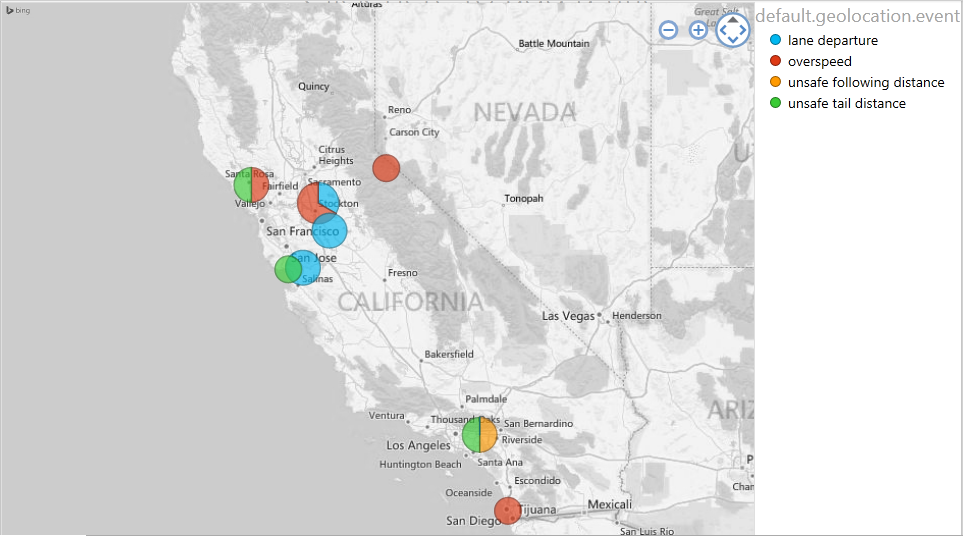 bing
Alturas
Great Salt
default.geolocation.event
lane departure
Battle Mountain
overspeed
Quincy
unsafe following distance
unsafe tail distance
Reno
NEVADA
Carson City
Citrus
Heights
Santa Rosa
Sacramento
Fairfield
Vallejo
Stockton
Tonopah
San Francisco
San Jose
Salinas
Fresno
CALIFORNIA
Las Vegas
Henderson
Bakersfield
Palmdale
ARIZ
Ventura
Thousand Oaks
San Bernardino
Los Angeles
Riverside
Huntington Beach
Santa Ana
Escondido
Oceanside
Tijuana
Mexicali
San Diego
San Luis Rio
Char